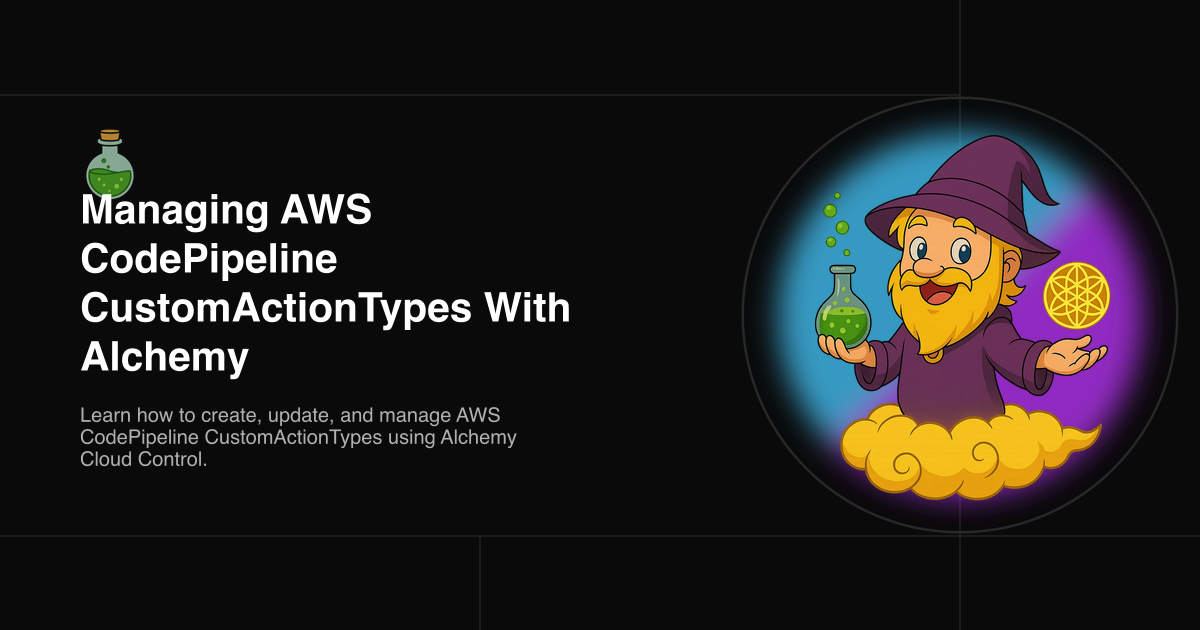 Managing AWS
CodePipeline
CustomActionTypes With
Alchemy
Learn how to create, update, and manage AWS
CodePipeline CustomActionTypes using Alchemy
Cloud Control.